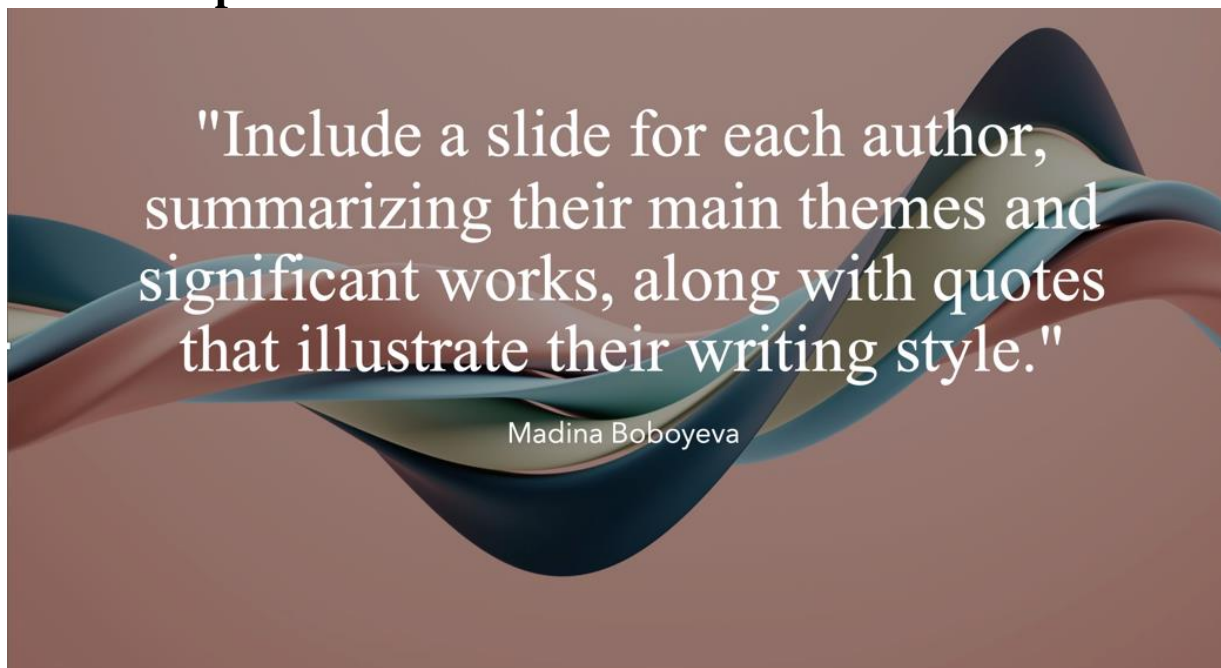 "Include a slide for each author,
summarizing their main themes and
significant works, along with quotes
that illustrate their writing style."
Madina Boboyeva